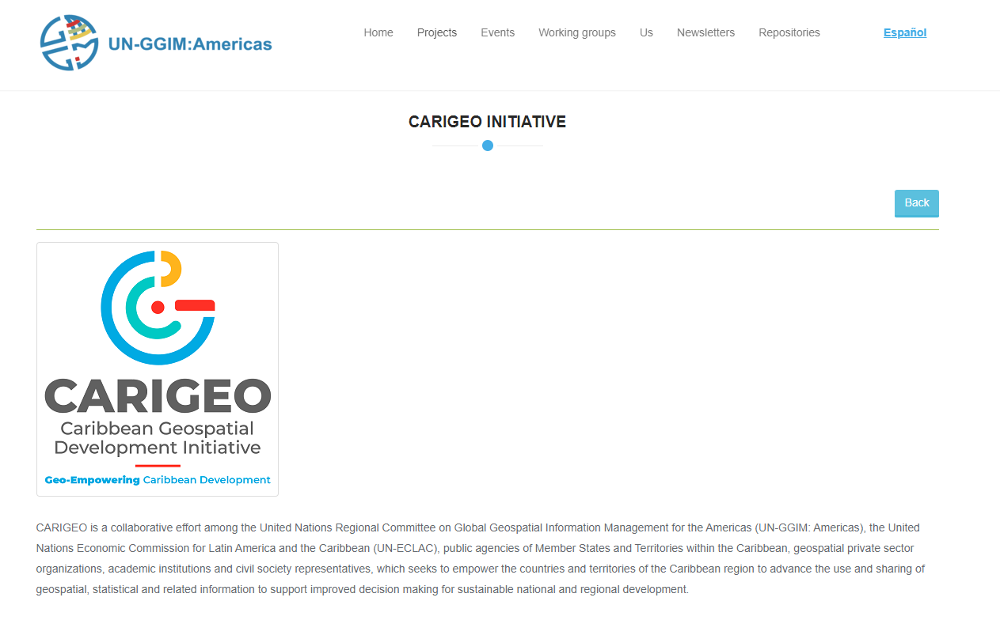 UN-GGIM:Americas
Home Projects Events Working groups Us Newsletters Repositories Español
CARIGEO INITIATIVE
Back
CARIGEO
Caribbean Geospatial
Development Initiative
Geo-Empowering Caribbean Development
CARIGEO is a collaborative effort among the United Nations Regional Committee on Global Geospatial Information Management for the Americas (UN-GGIM: Americas), the United
Nations Economic Commission for Latin America and the Caribbean (UN-ECLAC), public agencies of Member States and Territories within the Caribbean, geospatial private sector
organizations, academic institutions and civil society representatives, which seeks to empower the countries and territories of the Caribbean region to advance the use and sharing of
geospatial, statistical and related information to support improved decision making for sustainable national and regional development.